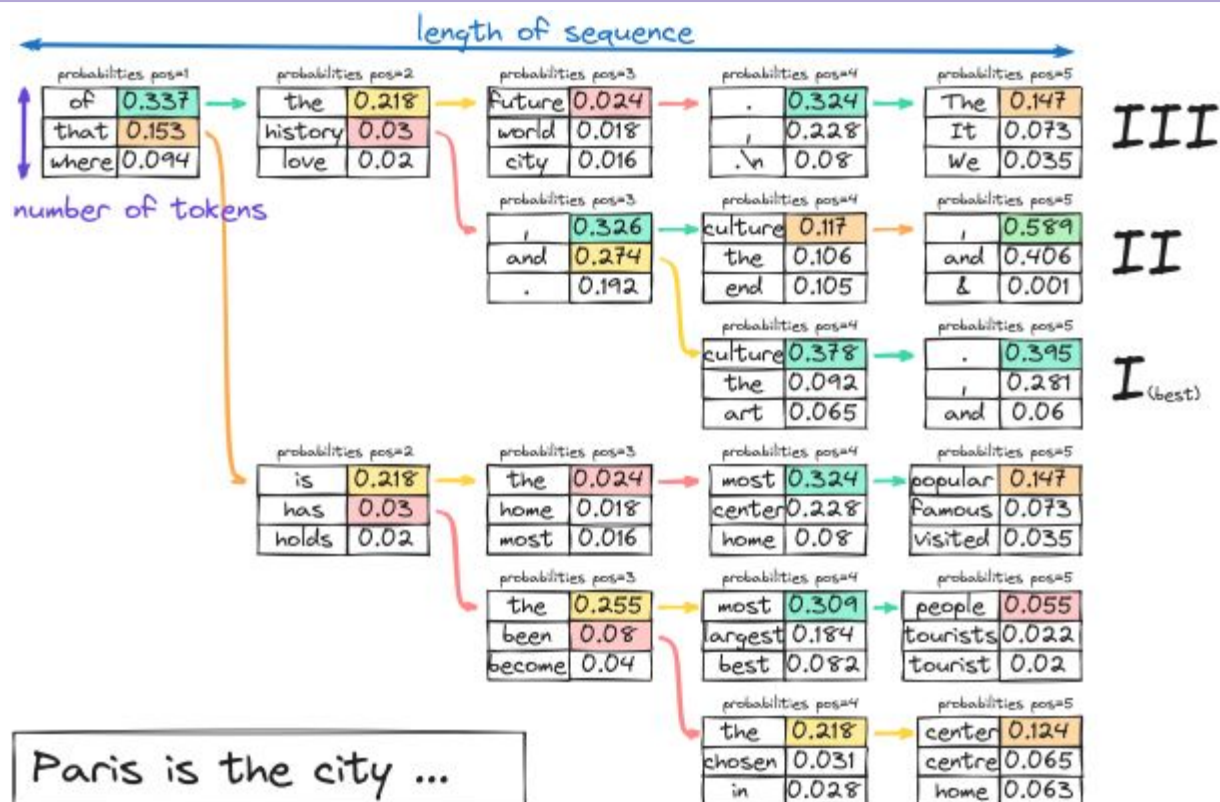 length of sequence
probabilities pos=1 probabilities pos=2 probabilities pos=3 probabilities pos=4 probabilities pos=5
of 0.337 the 0.218 future 0.024 . 0.324 The 0.147
that 0.153 history 0.03 world 0.018 , 0.228 It 0.073
where 0.094 love 0.02 city 0.016 .\n 0.08 We 0.035
III
number of tokens
probabilities pos=3 probabilities pos=4 probabilities pos=5
, 0.326 culture 0.117 , 0.589
and 0.274 the 0.106 and 0.406
. 0.192 end 0.105 & 0.001
II
probabilities pos=4 probabilities pos=5
culture 0.378 . 0.395
the 0.092 , 0.281
art 0.065 and 0.06
I (best)
probabilities pos=2 probabilities pos=3 probabilities pos=4 probabilities pos=5
is 0.218 the 0.024 most 0.324 popular 0.147
has 0.03 home 0.018 center 0.228 famous 0.073
holds 0.02 most 0.016 home 0.08 visited 0.035
probabilities pos=3 probabilities pos=4 probabilities pos=5
the 0.255 most 0.309 people 0.055
been 0.08 largest 0.184 tourists 0.022
become 0.04 best 0.082 tourist 0.02
probabilities pos=4 probabilities pos=5
the 0.218 center 0.124
chosen 0.031 centre 0.065
in 0.028 home 0.063
Paris is the city ...